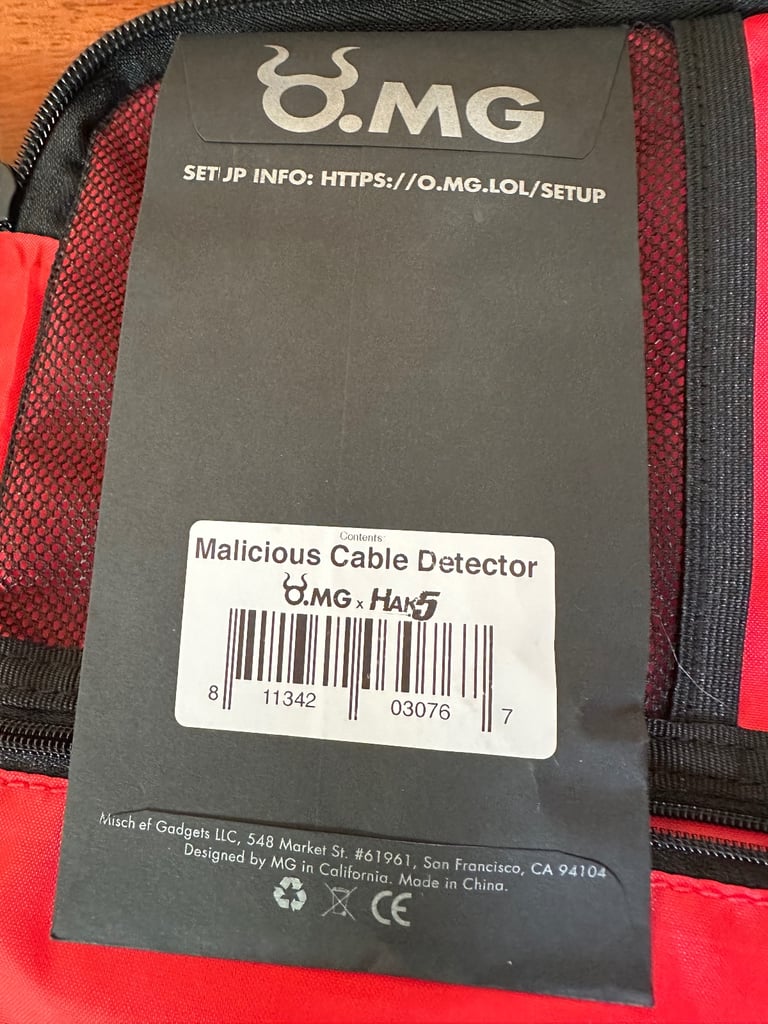 O.MG
SETUP INFO: HTTPS://O.MG.LOL/SETUP
Contents:
Malicious Cable Detector
O.MG x HAK5
8 11342 03076 7
Mischief Gadgets LLC, 548 Market St. #61961, San Francisco, CA 94104
Designed by MG in California. Made in China.
CE